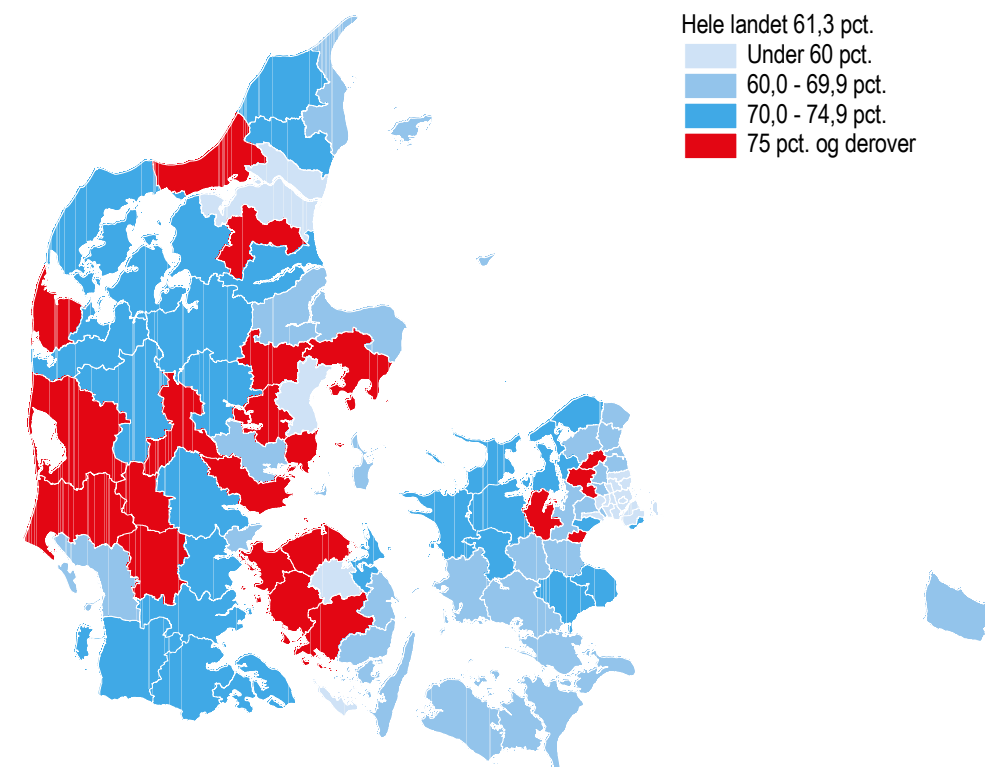 Hele landet 61,3 pct.
Under 60 pct.
60,0 - 69,9 pct.
70,0 - 74,9 pct.
75 pct. og derover